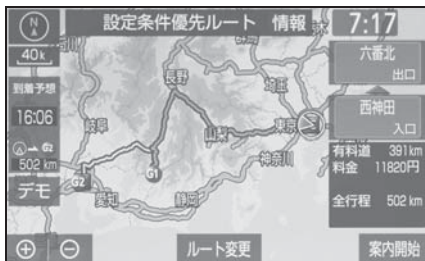 設定条件優先ルート 情報
7:17
N
40k
六番北
出口
到着予想
16:06
西神田
入口
G2
502 km
有料道 391km
料金 11820円
デモ
全行程 502 km
長野
埼玉
岐阜
山梨
東京
神奈川
愛知
静岡
G1
G2
ルート変更
案内開始